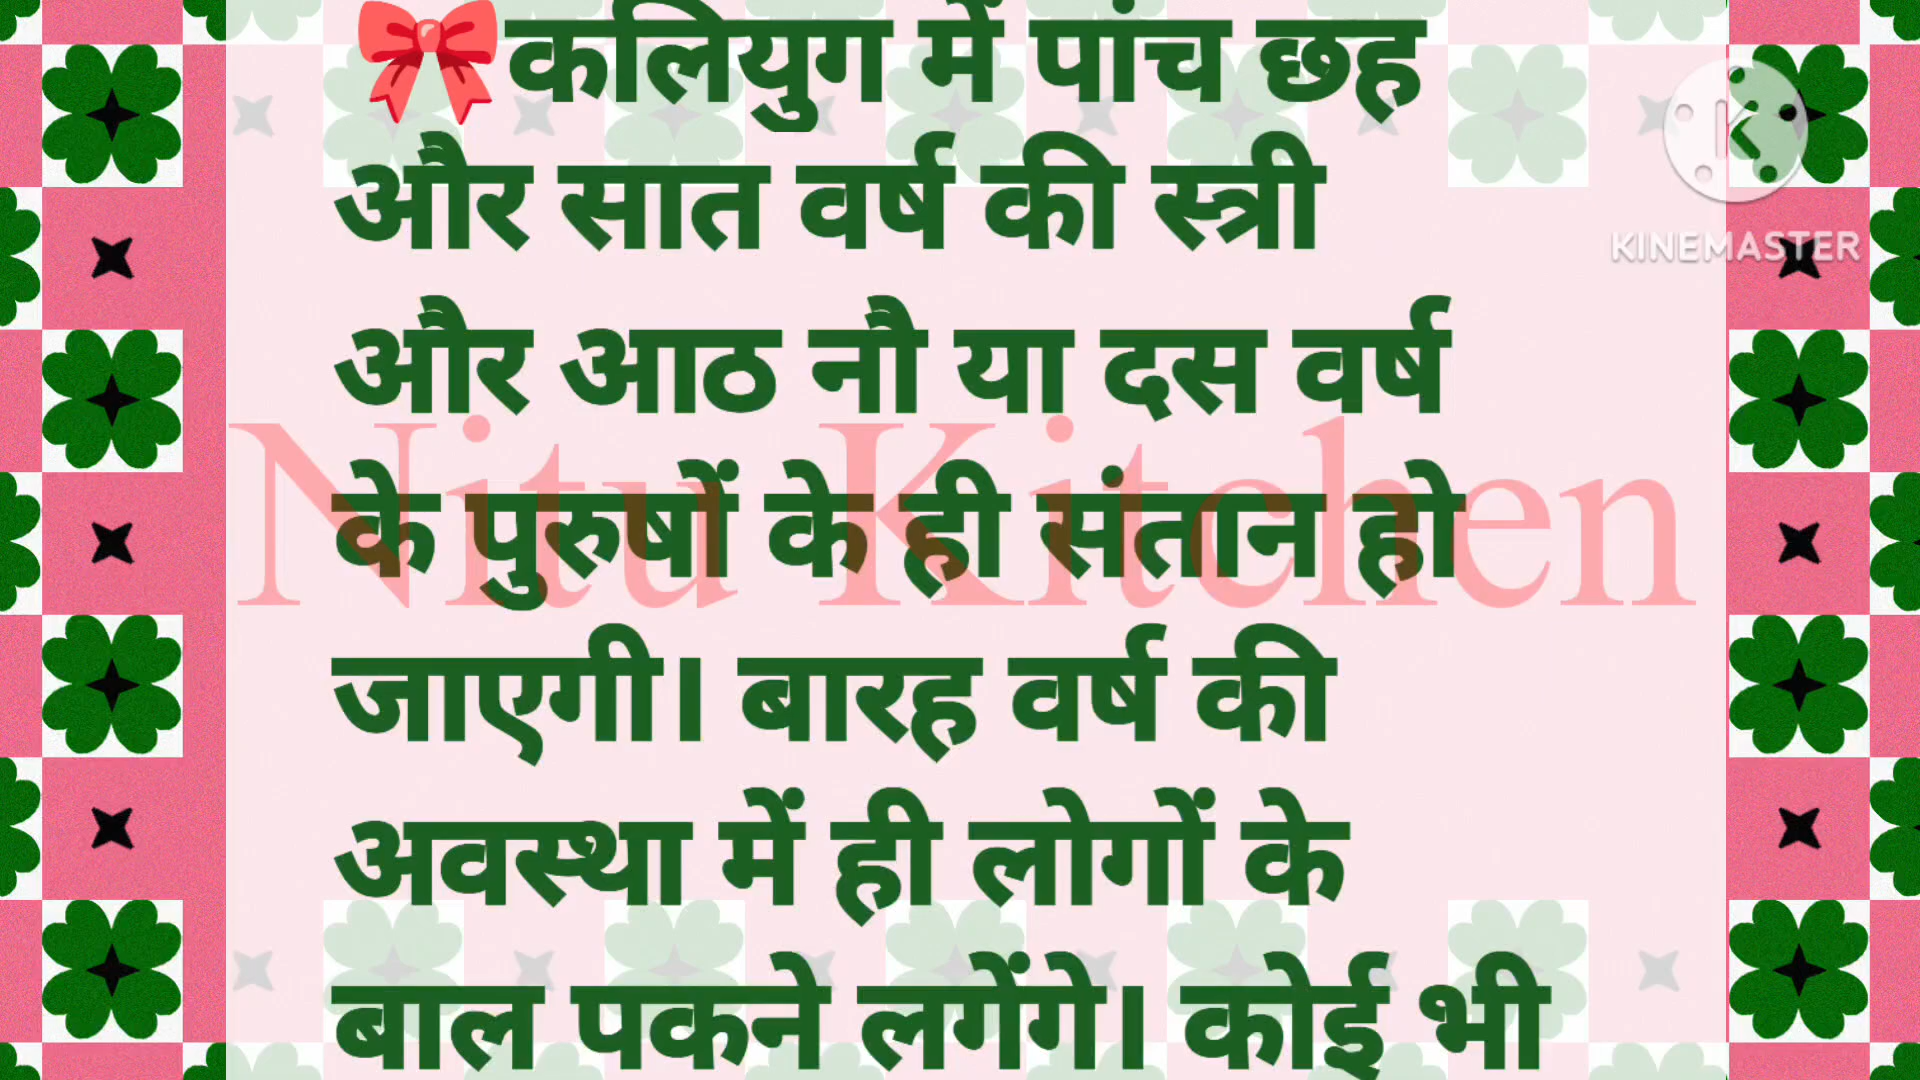 🎀कलियुग में पांच छह
और सात वर्ष की स्त्री
और आठ नौ या दस वर्ष
के पुरुषों के ही संतान हो
जाएगी। बारह वर्ष की
अवस्था में ही लोगों के
बाल पकने लगेंगे। कोई भी
Nitu Kitchen
K
KINEMASTER